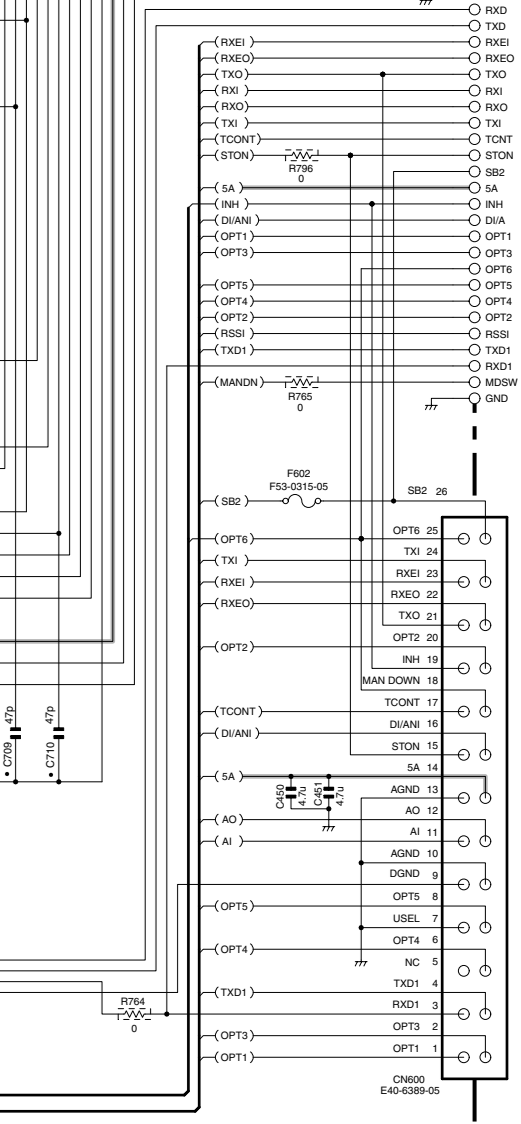 RXD
TXD
(RXEI) RXEI
(RXEO) RXEO
(TXO) TXO
(RXI) RXI
(RXO) RXO
(TXI) TXI
(TCONT) TCNT
(STON) STON
R796
0
SB2
(5A) 5A
(INH) INH
(DI/ANI) DI/A
(OPT1) OPT1
(OPT3) OPT3
OPT6
(OPT5) OPT5
(OPT4) OPT4
(OPT2) OPT2
(RSSI) RSSI
(TXD1) TXD1
RXD1
(MANDN) MDSW
R765
0
GND
F602
F53-0315-05
(SB2) SB2 26
(OPT6) OPT6 25
(TXI) TXI 24
(RXEI) RXEI 23
(RXEO) RXEO 22
TXO 21
(OPT2) OPT2 20
INH 19
MAN DOWN 18
(TCONT) TCONT 17
(DI/ANI) DI/ANI 16
STON 15
(5A) 5A 14
C709 47p
C710 47p
C450 4.7u
C451 4.7u
AGND 13
(AO) AO 12
(AI) AI 11
AGND 10
DGND 9
(OPT5) OPT5 8
USEL 7
(OPT4) OPT4 6
NC 5
(TXD1) TXD1 4
R764
0
RXD1 3
(OPT3) OPT3 2
(OPT1) OPT1 1
CN600
E40-6389-05